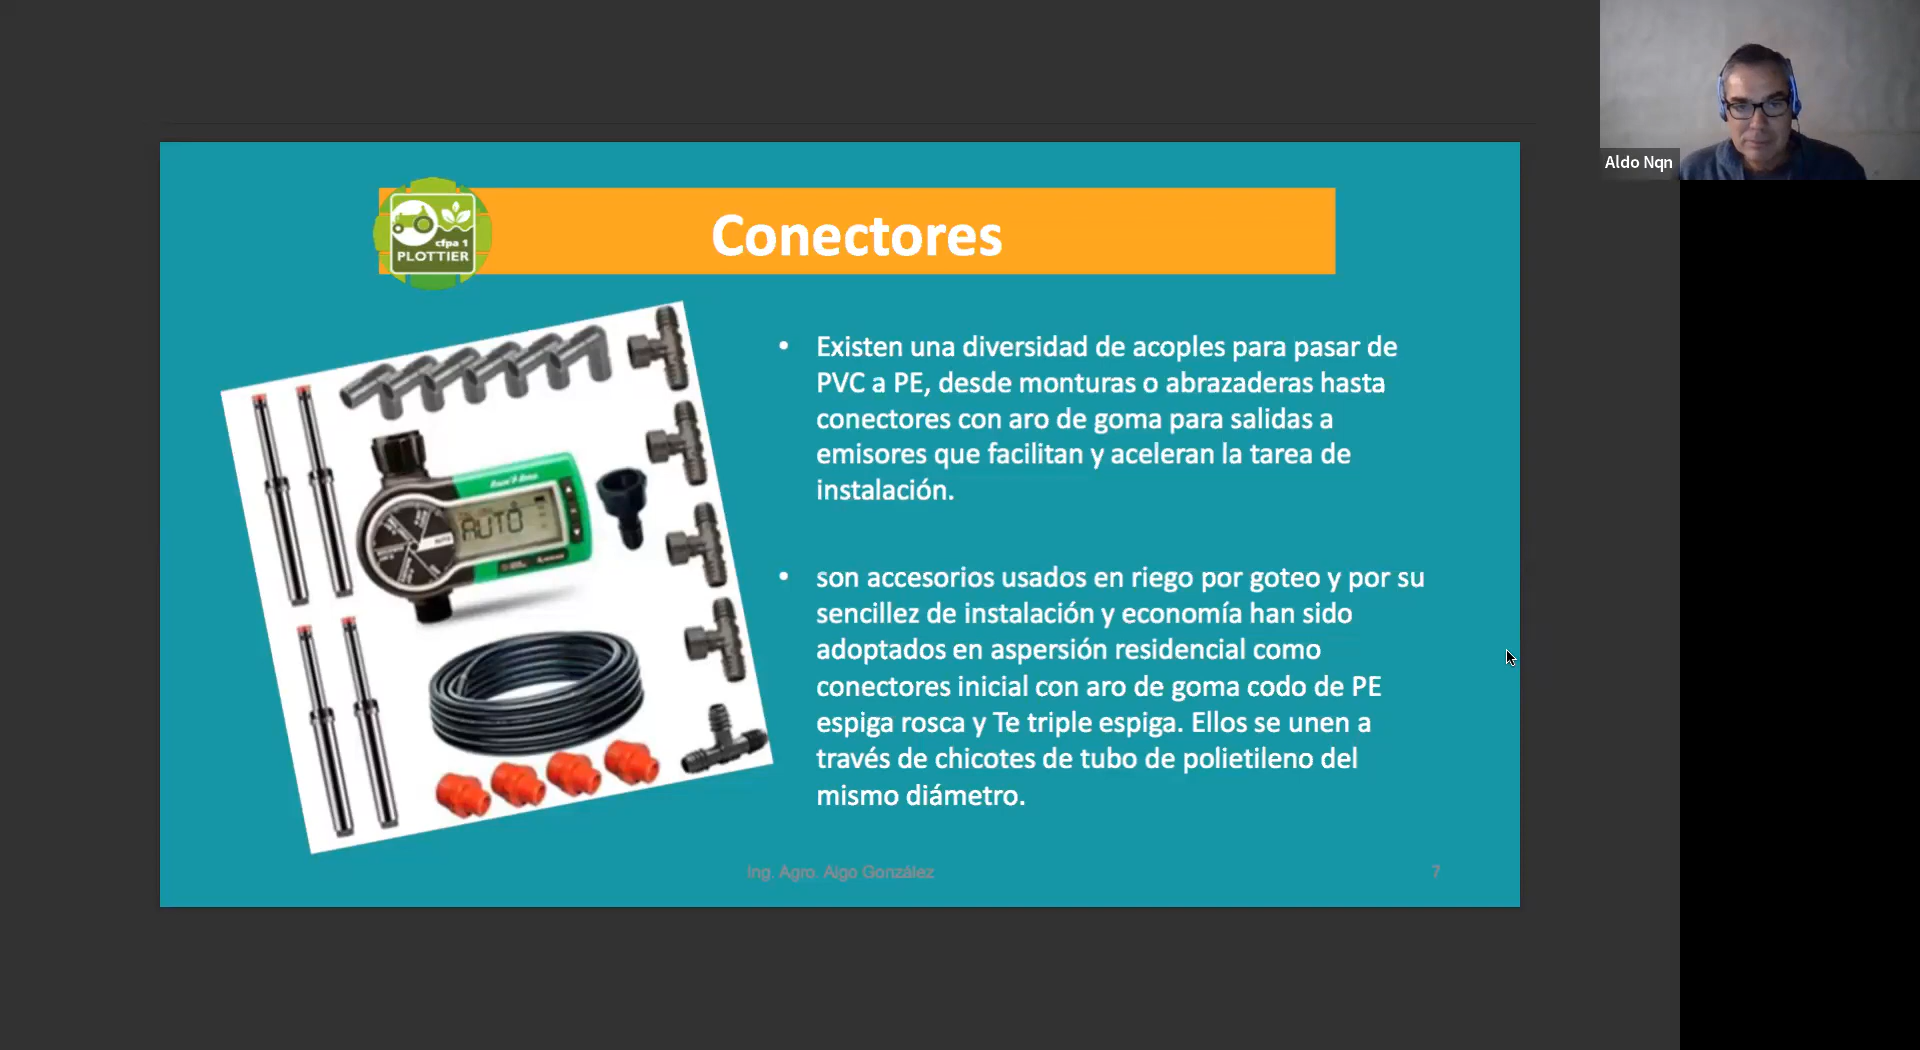 Aldo Nqn
cfpa 1
PLOTTIER
Conectores
• Existen una diversidad de acoples para pasar de
PVC a PE, desde monturas o abrazaderas hasta
conectores con aro de goma para salidas a
emisores que facilitan y aceleran la tarea de
instalación.
AUTO
• son accesorios usados en riego por goteo y por su
sencillez de instalación y economía han sido
adoptados en aspersión residencial como
conectores inicial con aro de goma codo de PE
espiga rosca y Te triple espiga. Ellos se unen a
través de chicotes de tubo de polietileno del
mismo diámetro.
Ing. Agro. Algo González
7